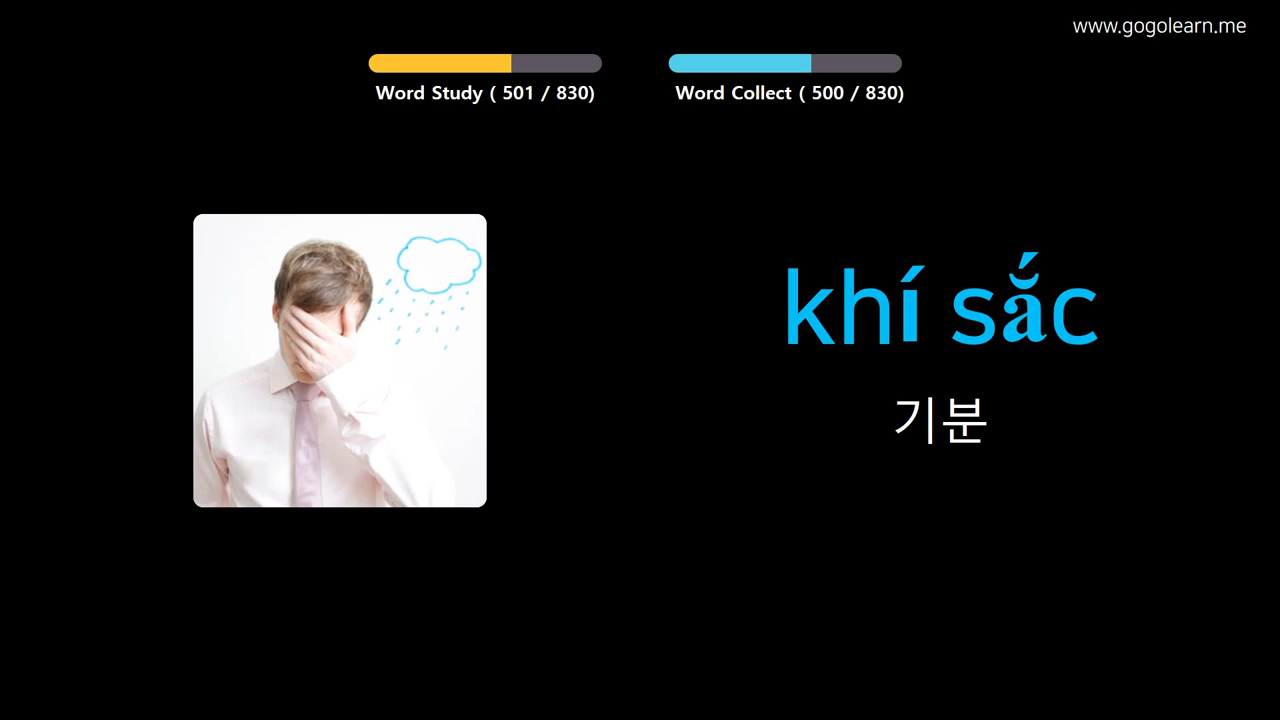 www.gogolearn.me
Word Study ( 501 / 830)
Word Collect ( 500 / 830)
khí sắc
기분